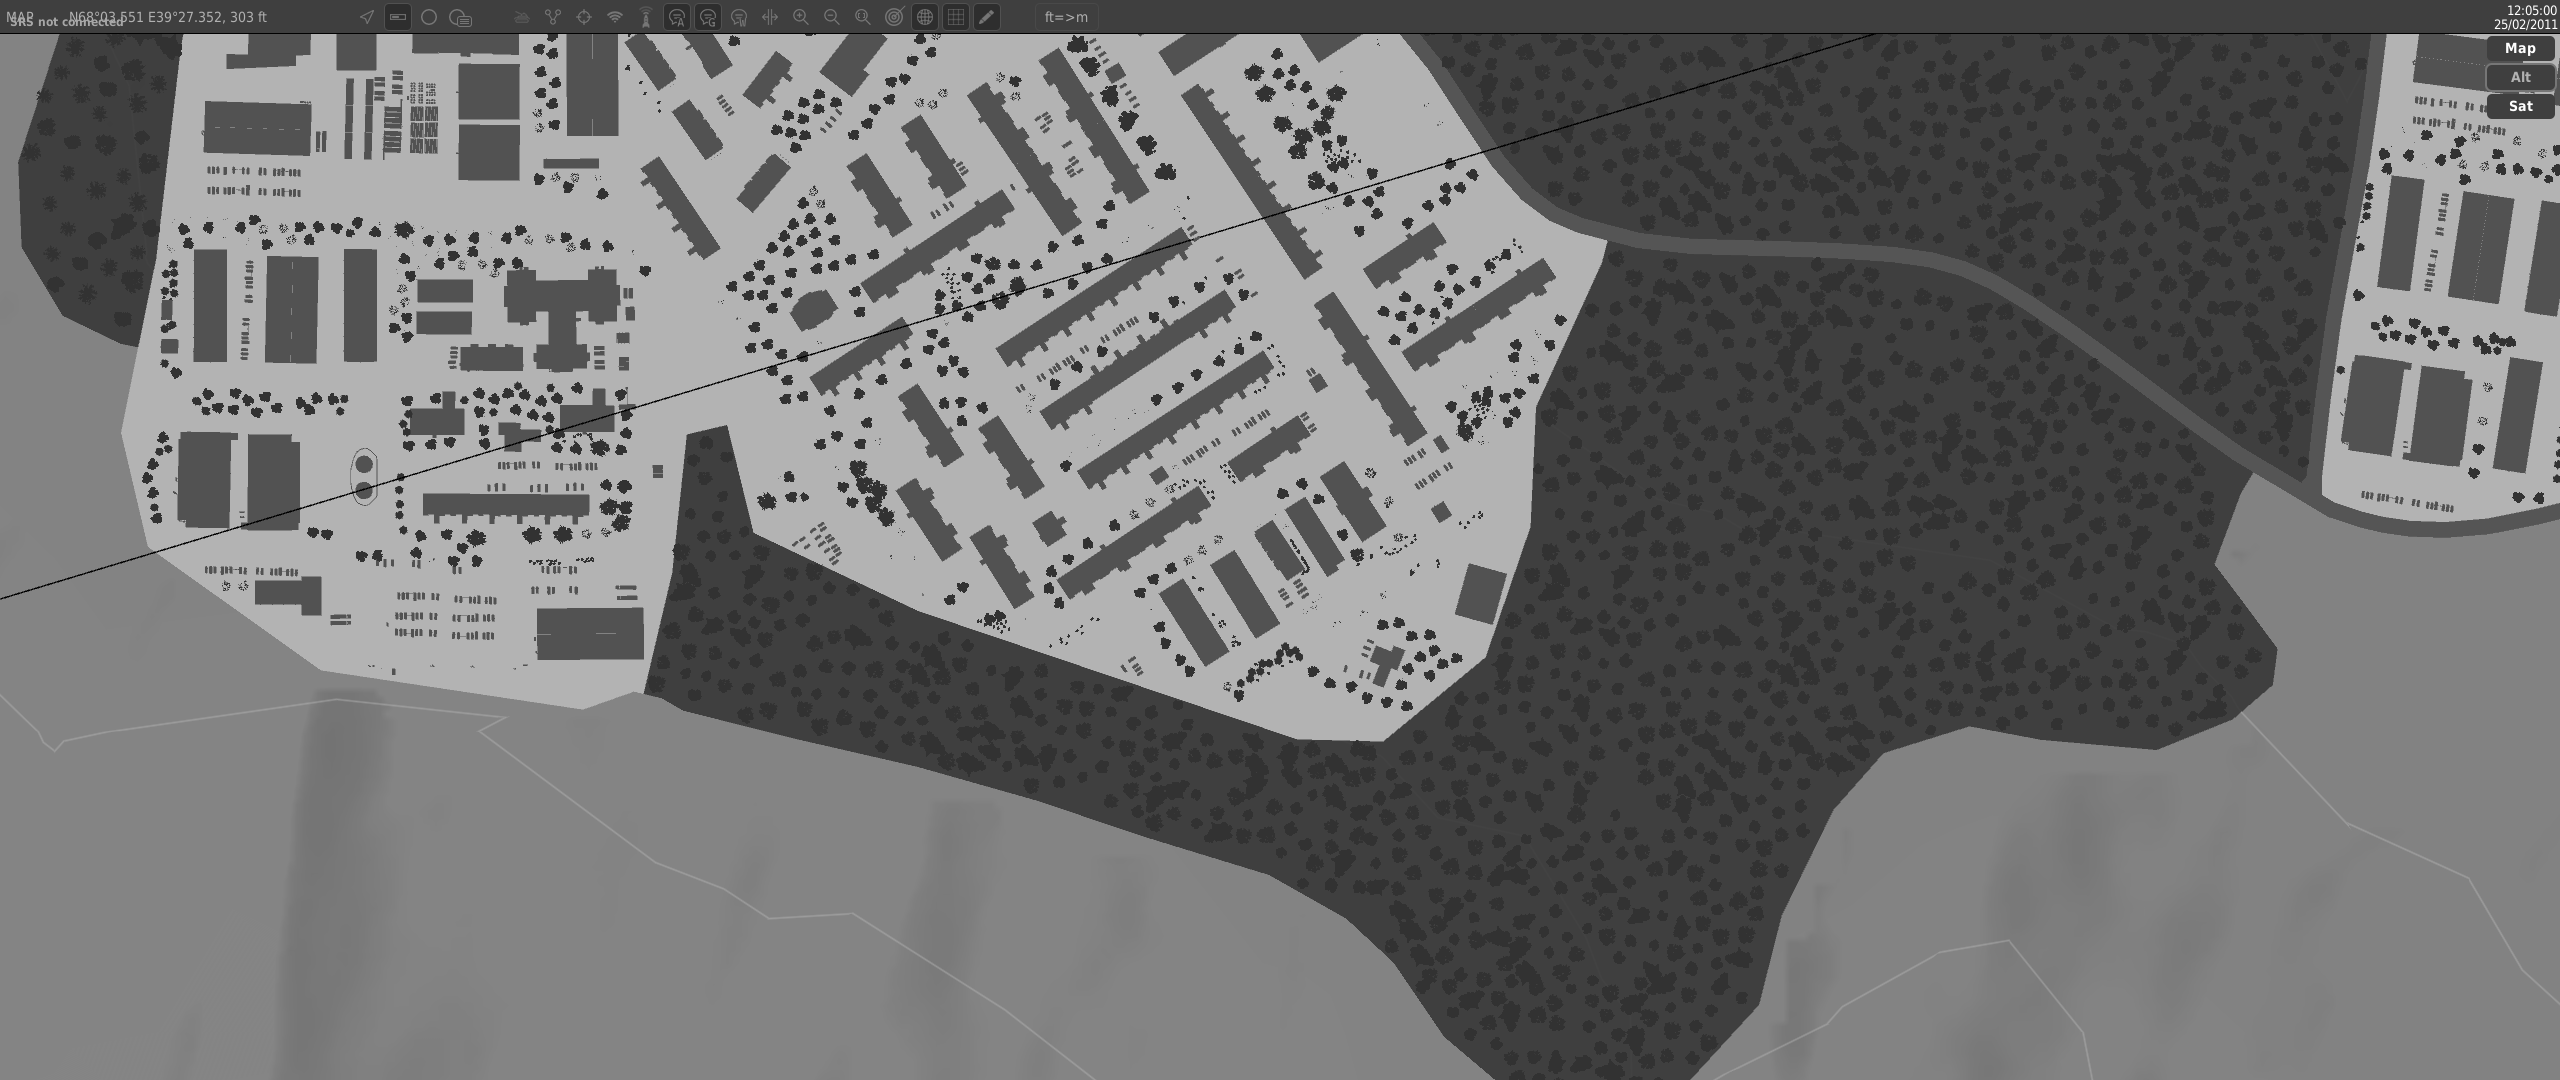 MAP N68°03.551 E39°27.352, 303 ft
SRS not connected
ft=>m
12:05:00
25/02/2011
Map
Alt
Sat